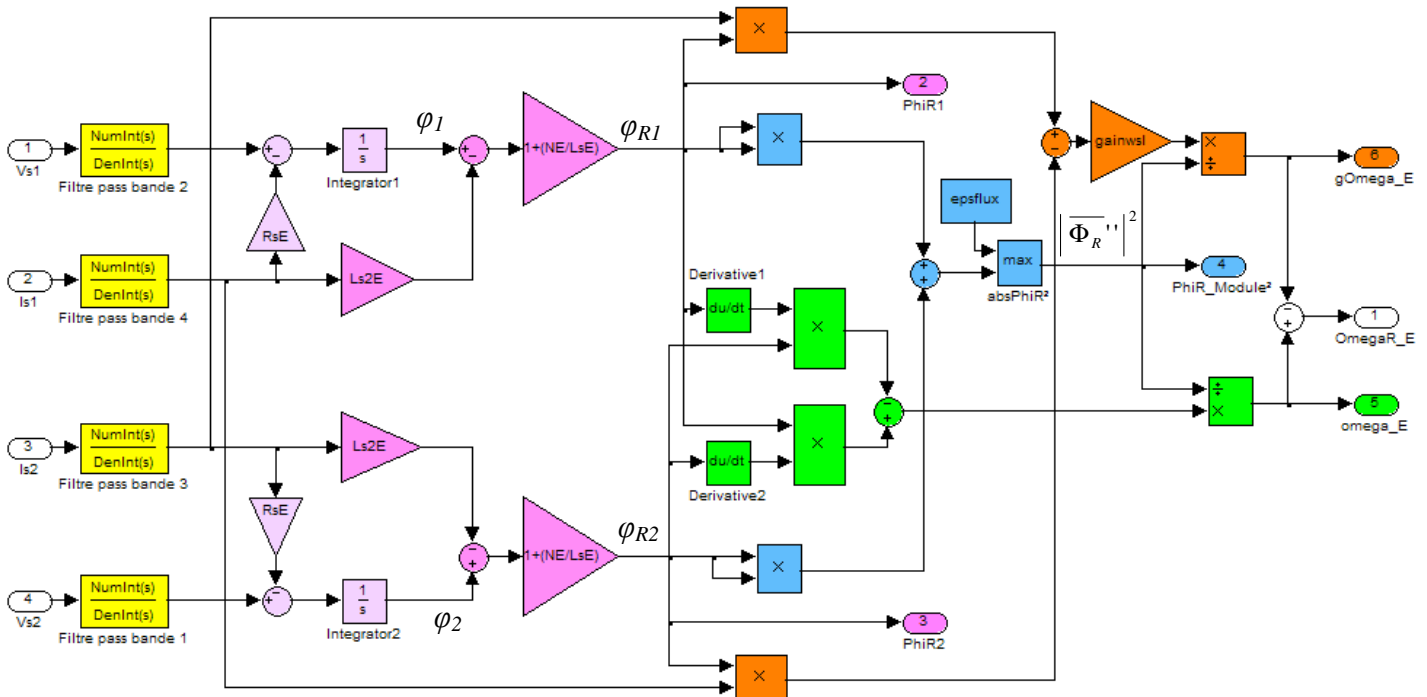 ×
2
PhiR1
φ1
φR1
1
Vs1
NumInt(s)
DenInt(s)
Filtre pass bande 2
+
−
1
s
Integrator1
+
−
1+(NE/LsE)
×
+
−
gainwsl
×
÷
6
gOmega_E
RsE
epsflux
|Φ̅R''|²
2
Is1
NumInt(s)
DenInt(s)
Filtre pass bande 4
Ls2E
+
+
max
absPhiR²
4
PhiR_Module²
Derivative1
du/dt
×
−
+
1
OmegaR_E
−
+
÷
×
5
omega_E
3
Is2
NumInt(s)
DenInt(s)
Filtre pass bande 3
Ls2E
×
du/dt
Derivative2
RsE
φR2
−
+
1+(NE/LsE)
×
4
Vs2
NumInt(s)
DenInt(s)
Filtre pass bande 1
+
−
1
s
Integrator2
φ2
3
PhiR2
×